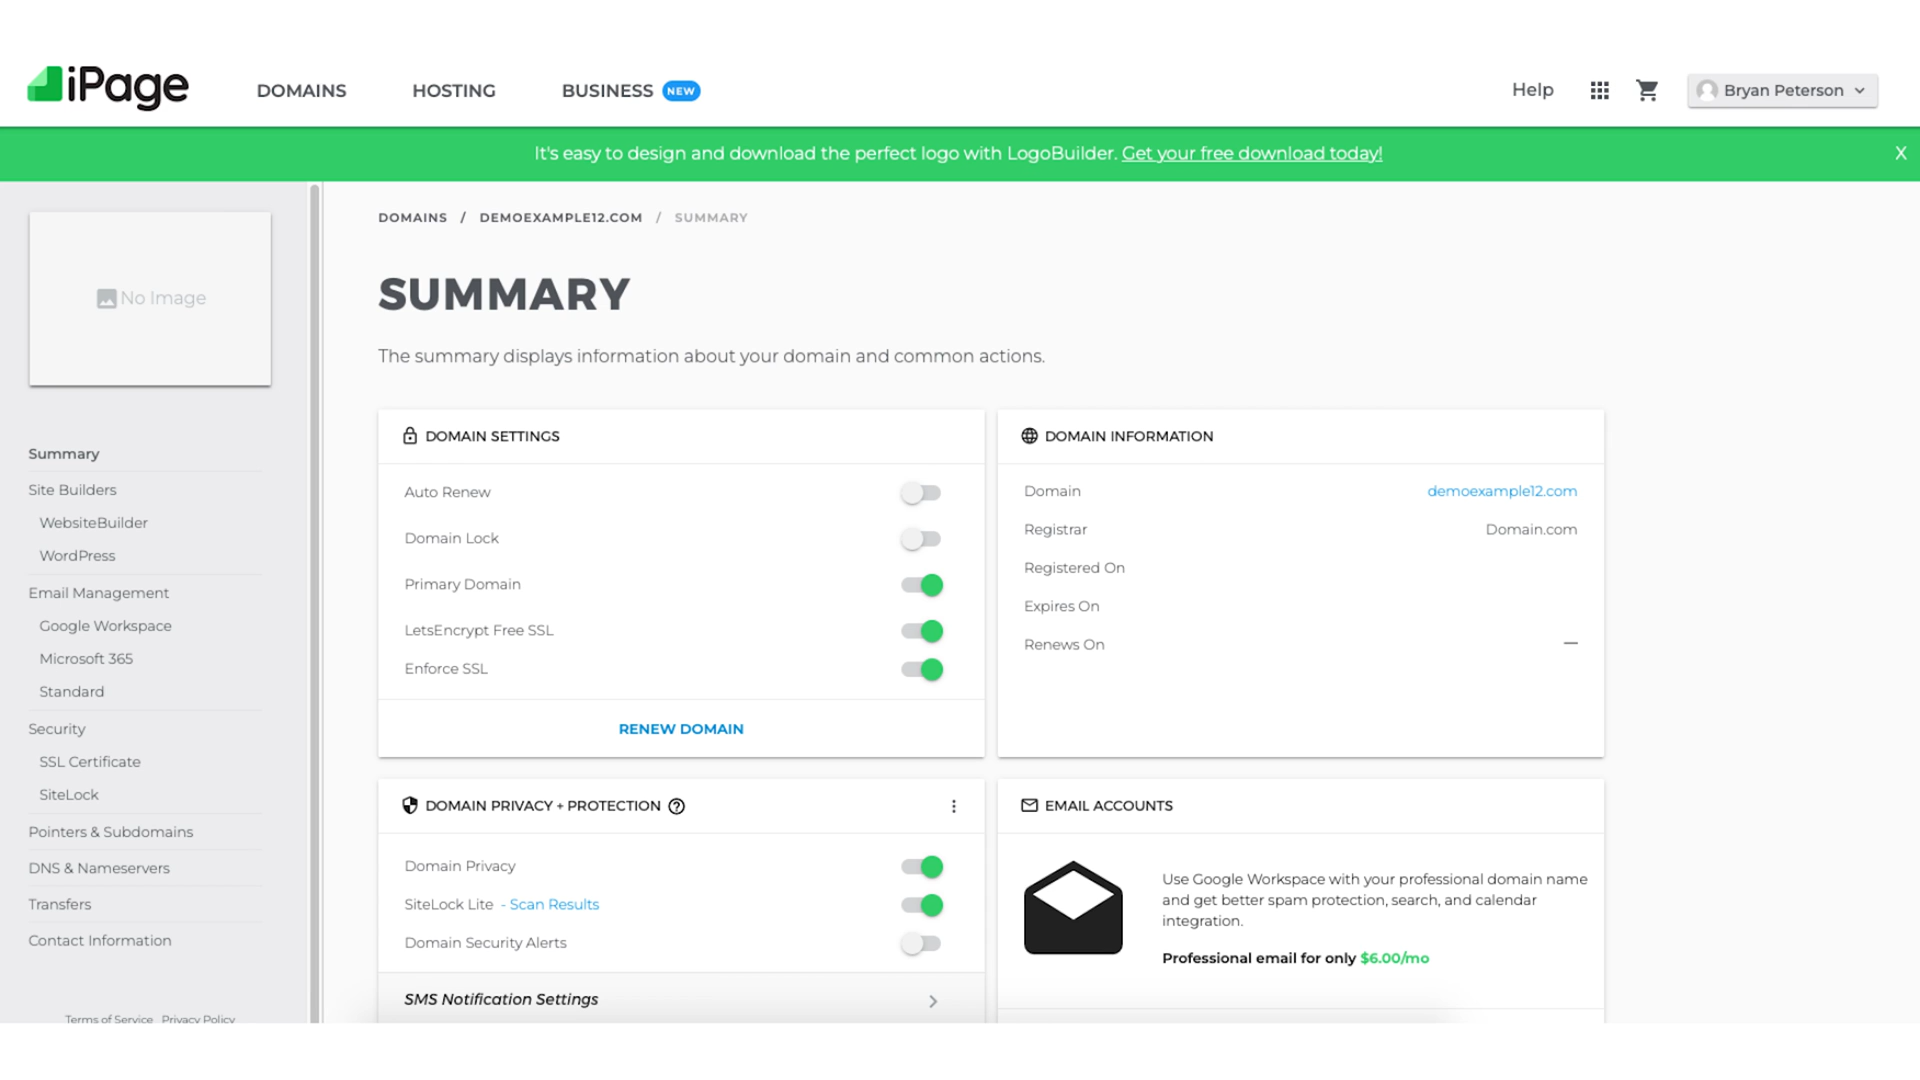 iPage
DOMAINS
HOSTING
BUSINESS NEW
Help
Bryan Peterson
It's easy to design and download the perfect logo with LogoBuilder. Get your free download today!
X
No Image
Summary
Site Builders
WebsiteBuilder
WordPress
Email Management
Google Workspace
Microsoft 365
Standard
Security
SSL Certificate
SiteLock
Pointers & Subdomains
DNS & Nameservers
Transfers
Contact Information
Terms of Service Privacy Policy
DOMAINS / DEMOEXAMPLE12.COM / SUMMARY
SUMMARY
The summary displays information about your domain and common actions.
DOMAIN SETTINGS
Auto Renew
Domain Lock
Primary Domain
LetsEncrypt Free SSL
Enforce SSL
RENEW DOMAIN
DOMAIN INFORMATION
Domain demoexample12.com
Registrar Domain.com
Registered On
Expires On
Renews On —
DOMAIN PRIVACY + PROTECTION ?
Domain Privacy
SiteLock Lite - Scan Results
Domain Security Alerts
SMS Notification Settings
EMAIL ACCOUNTS
Use Google Workspace with your professional domain name
and get better spam protection, search, and calendar
integration.
Professional email for only $6.00/mo